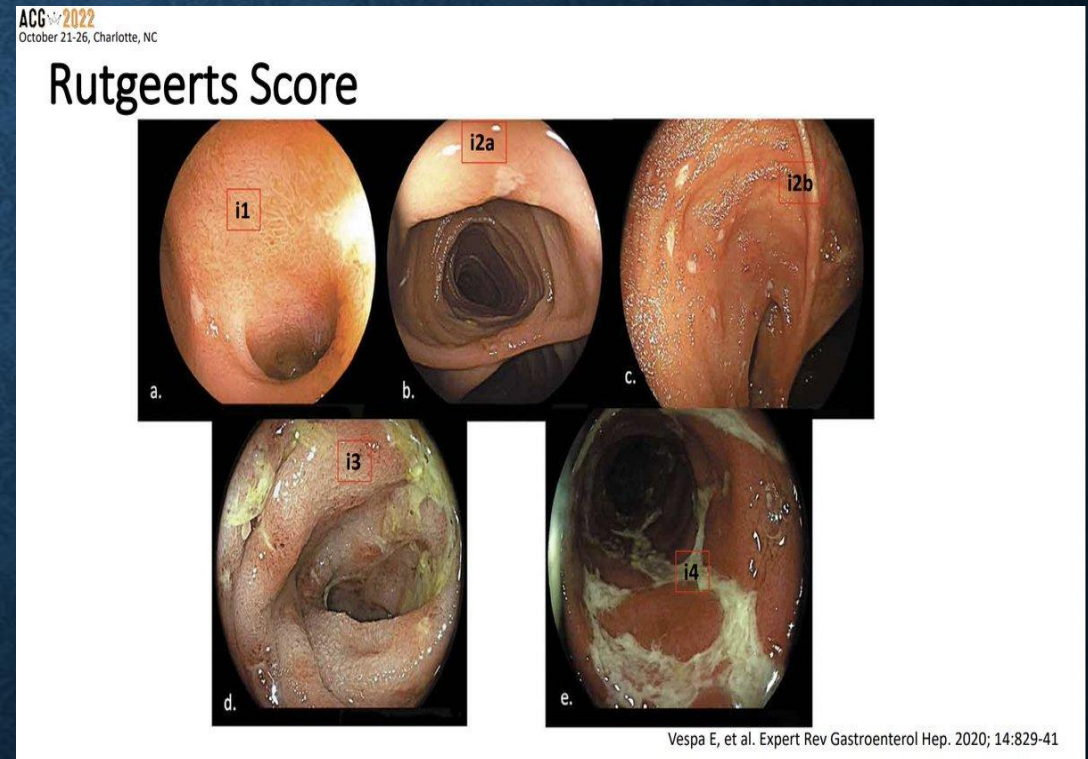 ACG 2022
October 21-26, Charlotte, NC
Rutgeerts Score
i1
i2a
i2b
a.
b.
c.
i3
i4
d.
e.
Vespa E, et al. Expert Rev Gastroenterol Hep. 2020; 14:829-41